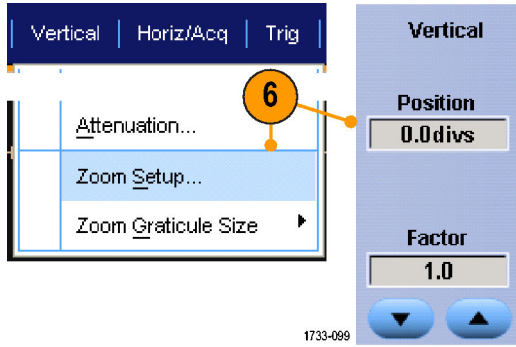 Vertical Horiz/Acq Trig
Attenuation...
Zoom Setup...
Zoom Graticule Size
6
Vertical
Position
0.0divs
Factor
1.0
1733-099